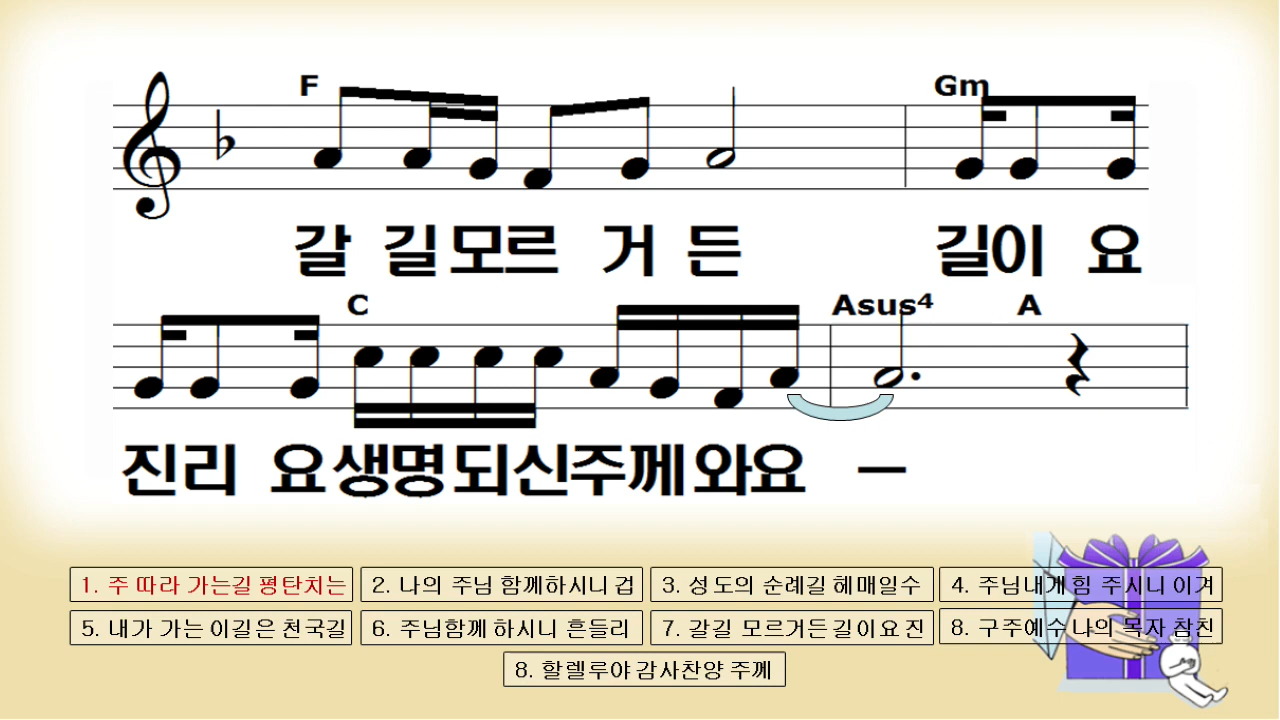 F Gm
갈 길모르 거 든 길이 요
C Asus4 A
진리 요생명되신주께와요 ー
1. 주 따라 가는길 평탄치는
2. 나의 주님 함께하시니 겁
3. 성도의 순례길 헤매일수
4. 주님내게 힘 주시니 이겨
5. 내가 가는 이길은 천국길
6. 주님함께 하시니 흔들리
7. 갈길 모르거든길이요진
8. 구주예수 나의 목자 참친
8. 할렐루야 감사찬양 주께